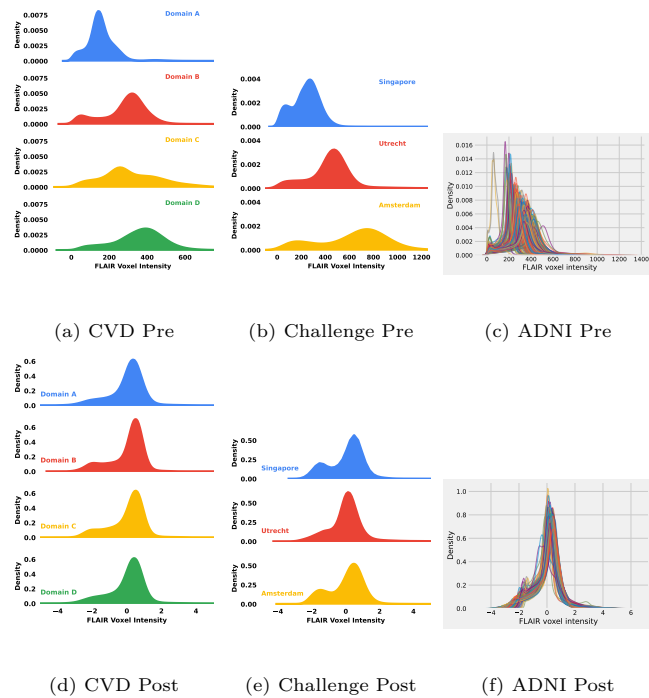 0.0075
0.0050
0.0025
0.0000
Density
Domain A
0.0075
0.0050
0.0025
0.0000
Density
Domain B
0.0075
0.0050
0.0025
0.0000
Density
Domain C
0.0075
0.0050
0.0025
0.0000
Density
Domain D
0 200 400 600
FLAIR Voxel Intensity
0.004
0.002
0.000
Density
Singapore
0.004
0.002
0.000
Density
Utrecht
0.004
0.002
0.000
Density
Amsterdam
0 200 400 600 800 1000 1200
FLAIR Voxel Intensity
0.016
0.014
0.012
0.010
0.008
0.006
0.004
0.002
0.000
Density
0 200 400 600 800 1000 1200 1400
FLAIR voxel intensity
(a) CVD Pre
(b) Challenge Pre
(c) ADNI Pre
0.6
0.4
0.2
0.0
Density
Domain A
0.6
0.4
0.2
0.0
Density
Domain B
0.6
0.4
0.2
0.0
Density
Domain C
0.6
0.4
0.2
0.0
Density
Domain D
−4 −2 0 2 4
FLAIR Voxel Intensity
0.50
0.25
0.00
Density
Singapore
0.50
0.25
0.00
Density
Utrecht
0.50
0.25
0.00
Density
Amsterdam
−4 −2 0 2 4
FLAIR Voxel Intensity
1.0
0.8
0.6
0.4
0.2
0.0
Density
−4 −2 0 2 4 6
FLAIR voxel intensity
(d) CVD Post
(e) Challenge Post
(f) ADNI Post